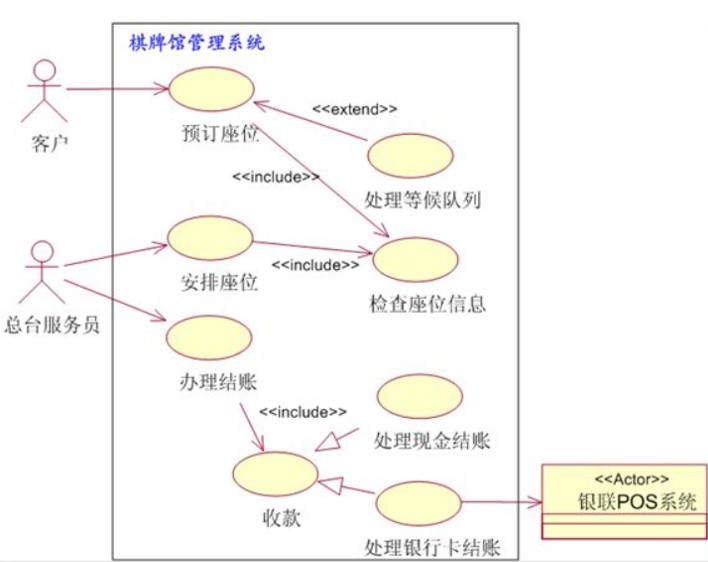 棋牌馆管理系统
<<extend>>
客户
预订座位
<<include>>
处理等候队列
<<include>>
安排座位
检查座位信息
总台服务员
办理结账
<<include>>
处理现金结账
<<Actor>>
银联POS系统
收款
处理银行卡结账